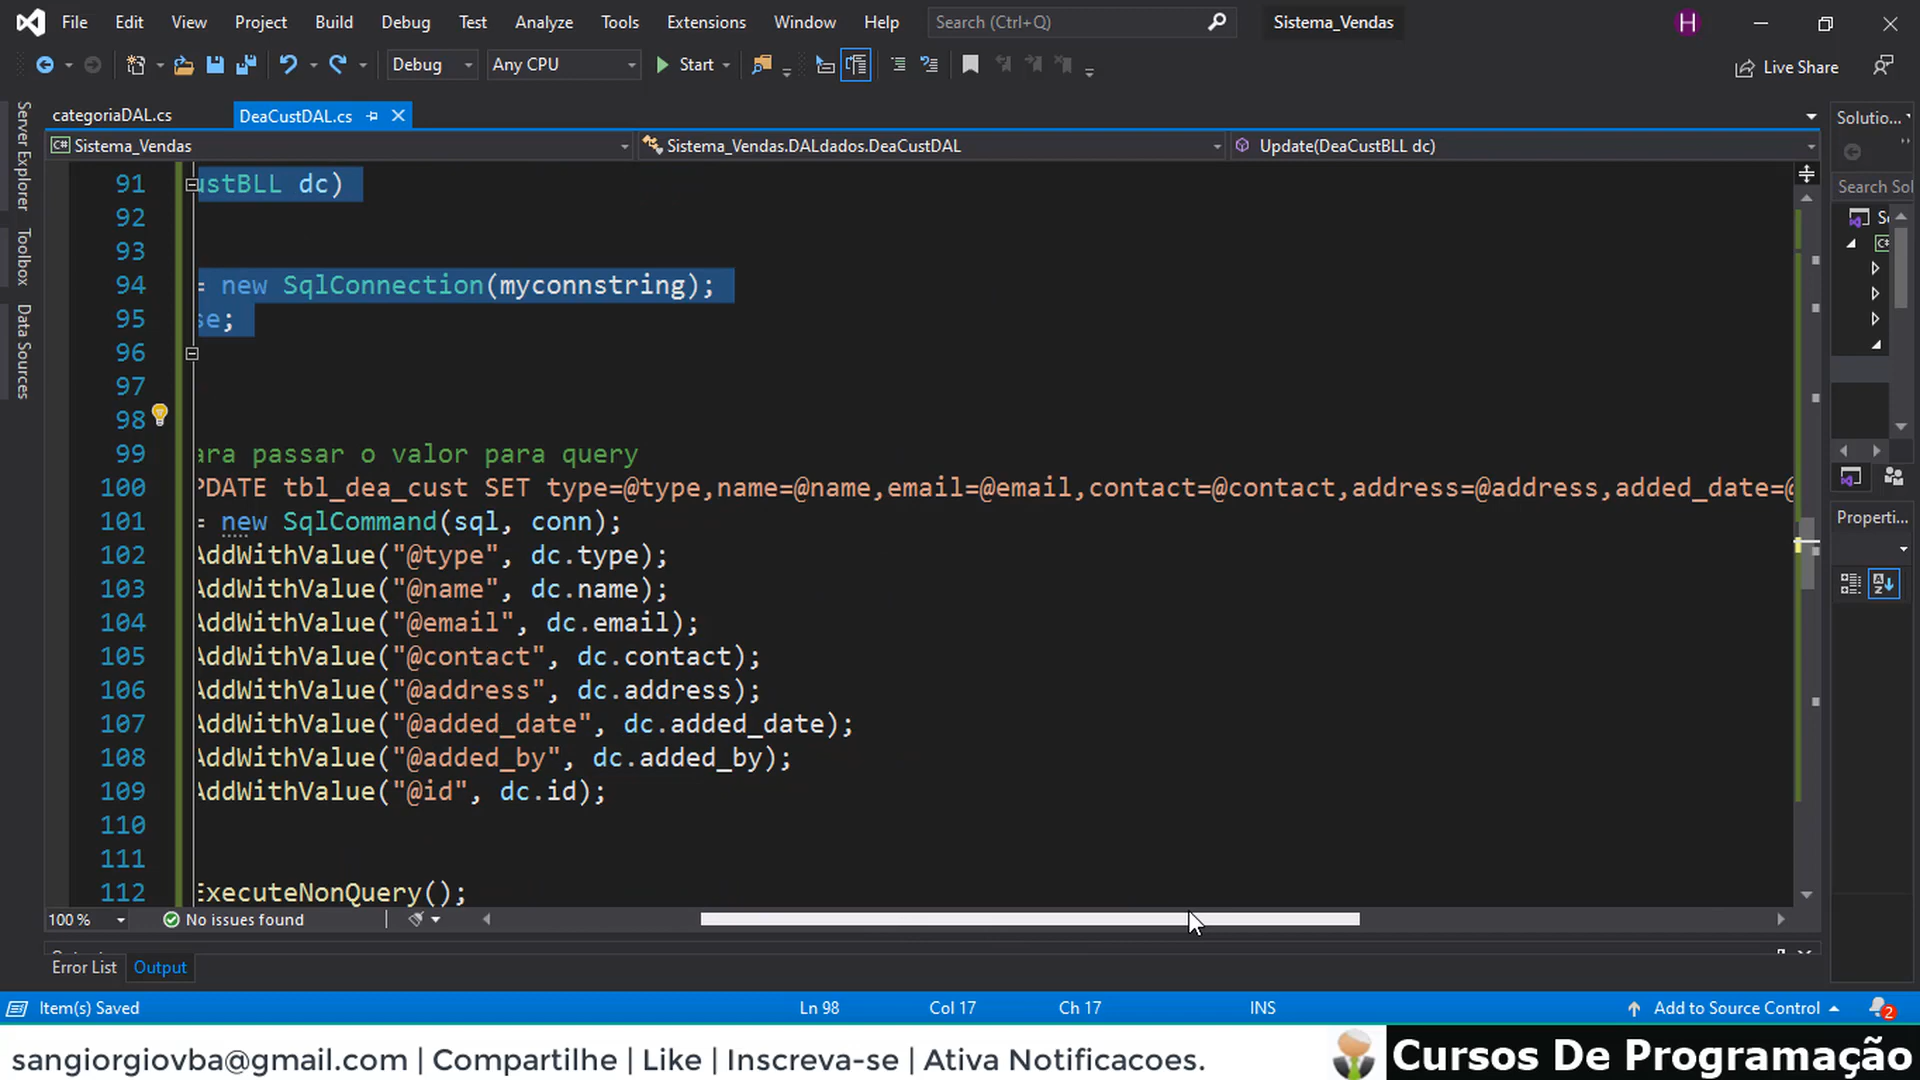 File Edit View Project Build Debug Test Analyze Tools Extensions Window Help Search (Ctrl+Q) Sistema_Vendas H
Debug Any CPU Start Live Share
categoriaDAL.cs DeaCustDAL.cs Solutio...
C# Sistema_Vendas Sistema_Vendas.DALdados.DeaCustDAL Update(DeaCustBLL dc)
Server Explorer
Toolbox
Data Sources
Search Sol
91 ustBLL dc)
92
93
94 = new SqlConnection(myconnstring);
95 se;
96
97
98
99 ara passar o valor para query
100 PDATE tbl_dea_cust SET type=@type,name=@name,email=@email,contact=@contact,address=@address,added_date=@
101 = new SqlCommand(sql, conn);
102 AddWithValue("@type", dc.type);
103 AddWithValue("@name", dc.name);
104 AddWithValue("@email", dc.email);
105 AddWithValue("@contact", dc.contact);
106 AddWithValue("@address", dc.address);
107 AddWithValue("@added_date", dc.added_date);
108 AddWithValue("@added_by", dc.added_by);
109 AddWithValue("@id", dc.id);
110
111
112 ExecuteNonQuery();
Properti...
100 % No issues found
Error List Output
Item(s) Saved Ln 98 Col 17 Ch 17 INS Add to Source Control 2
sangiorgiovba@gmail.com | Compartilhe | Like | Inscreva-se | Ativa Notificacoes. Cursos De Programação